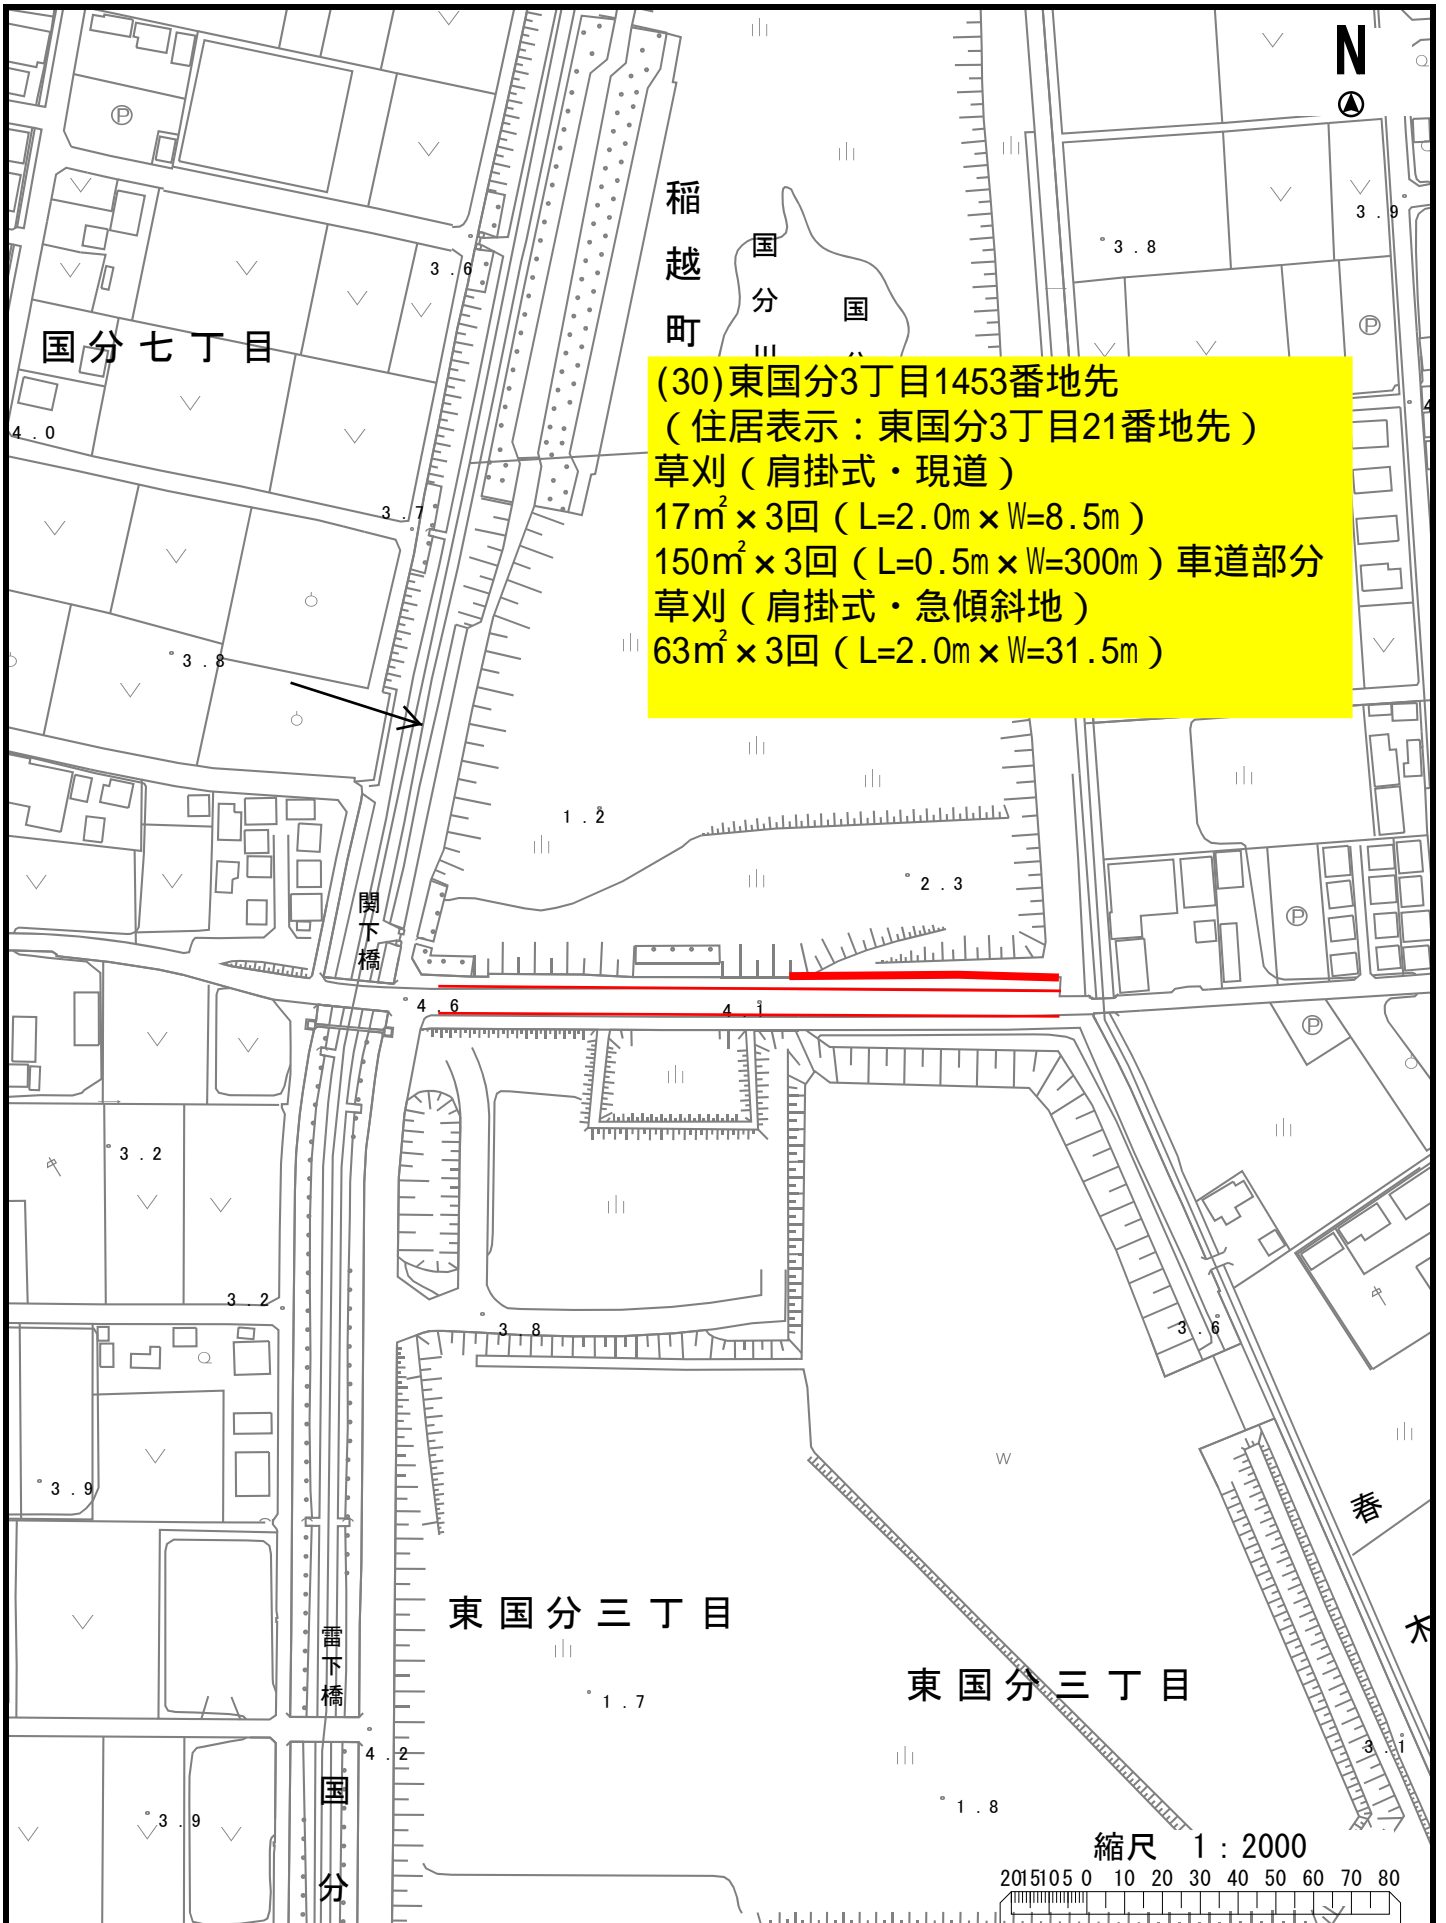 N
稲越町
国分川
国
3.9
3.8
3.6
国分七丁目
(30)東国分3丁目1453番地先
（住居表示：東国分3丁目21番地先）
草刈（肩掛式・現道）
17㎡×3回（L=2.0m×W=8.5m）
150㎡×3回（L=0.5m×W=300m）車道部分
草刈（肩掛式・急傾斜地）
63㎡×3回（L=2.0m×W=31.5m）
P
P
4.0
3.7
3.8
1.2
2.3
関下橋
P
4.6
4.1
P
3.2
3.2
3.8
3.6
3.9
春
木
東国分三丁目
雷下橋
東国分三丁目
1.7
3.1
4.2
国分
3.9
1.8
縮尺 1:2000
20 15 10 5 0 10 20 30 40 50 60 70 80